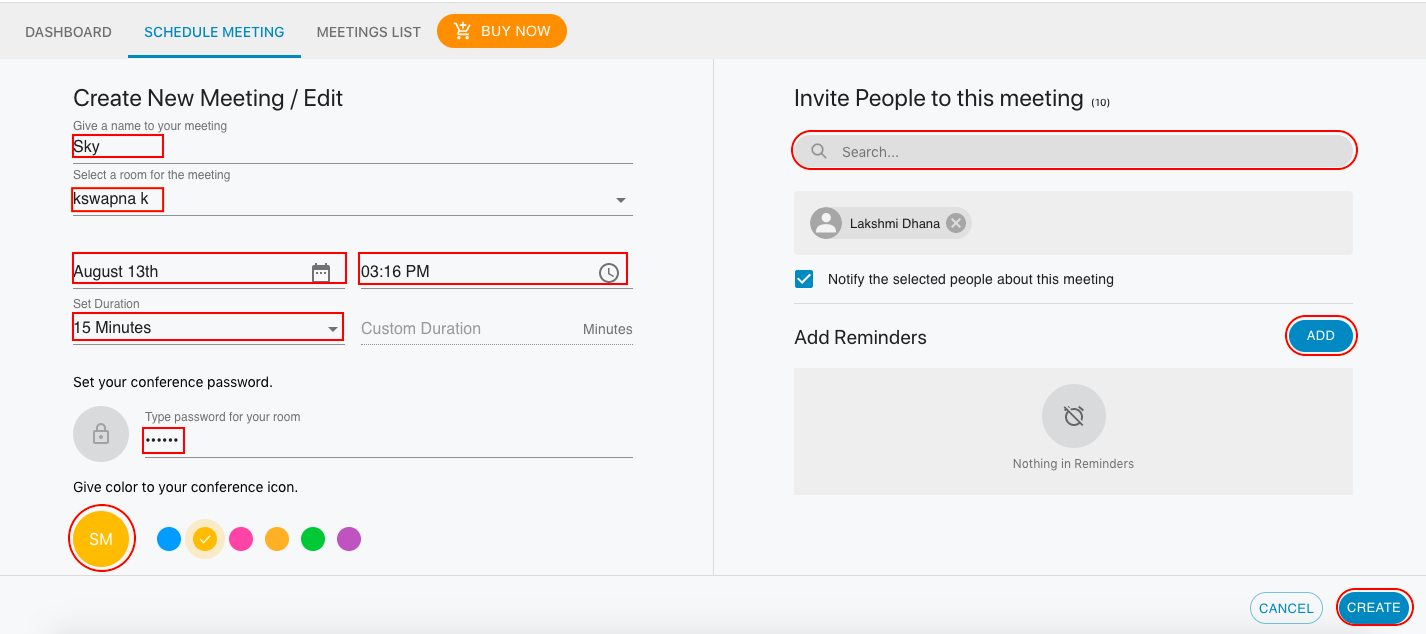 DASHBOARD SCHEDULE MEETING MEETINGS LIST BUY NOW
Create New Meeting / Edit
Give a name to your meeting
Sky
Select a room for the meeting
kswapna k
August 13th 03:16 PM
Set Duration
15 Minutes Custom Duration Minutes
Set your conference password.
Type password for your room
••••••
Give color to your conference icon.
SM
Invite People to this meeting (10)
Search...
Lakshmi Dhana
Notify the selected people about this meeting
Add Reminders ADD
Nothing in Reminders
CANCEL CREATE